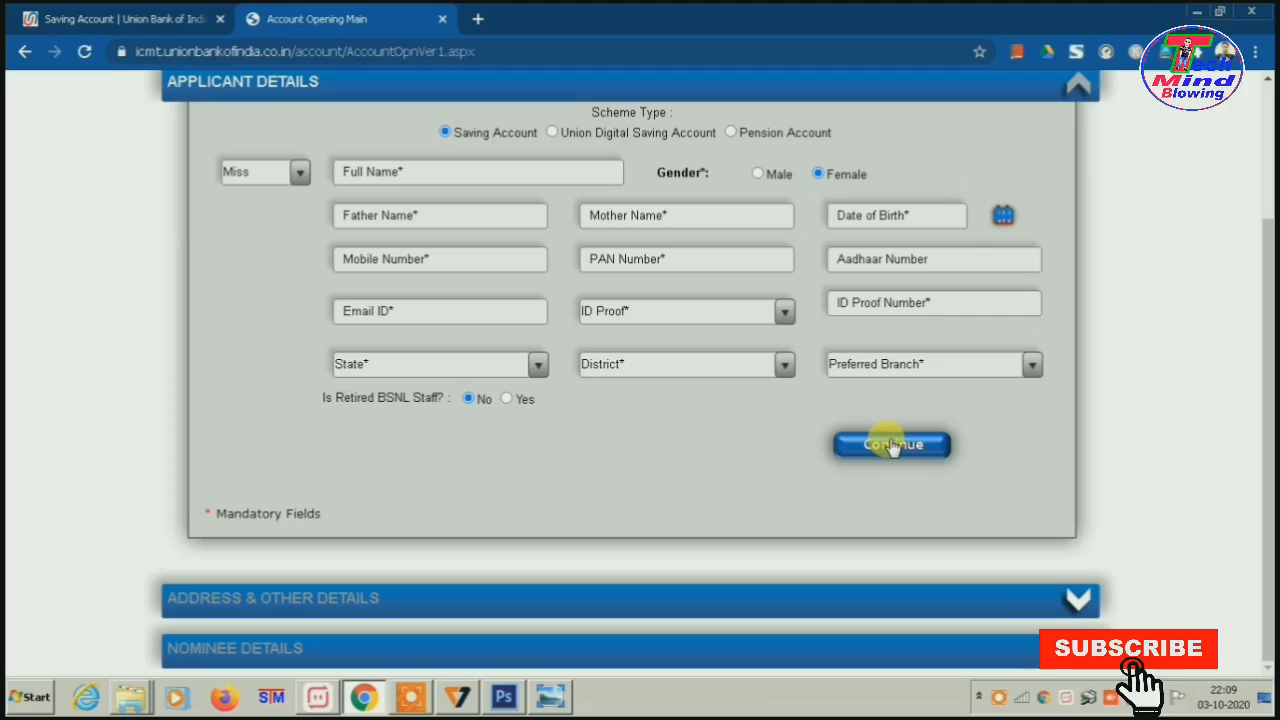 Saving Account | Union Bank of Indi
Account Opening Main
icmt.unionbankofindia.co.in/account/AccountOpnVer1.aspx
Tech
Mind
Blowing
APPLICANT DETAILS
Scheme Type :
Saving Account Union Digital Saving Account Pension Account
Miss Full Name* Gender*: Male Female
Father Name* Mother Name* Date of Birth*
Mobile Number* PAN Number* Aadhaar Number
Email ID* ID Proof* ID Proof Number*
State* District* Preferred Branch*
Is Retired BSNL Staff? : No Yes
Continue
* Mandatory Fields
ADDRESS & OTHER DETAILS
NOMINEE DETAILS
SUBSCRIBE
Start SIM Ps 22:09
03-10-2020